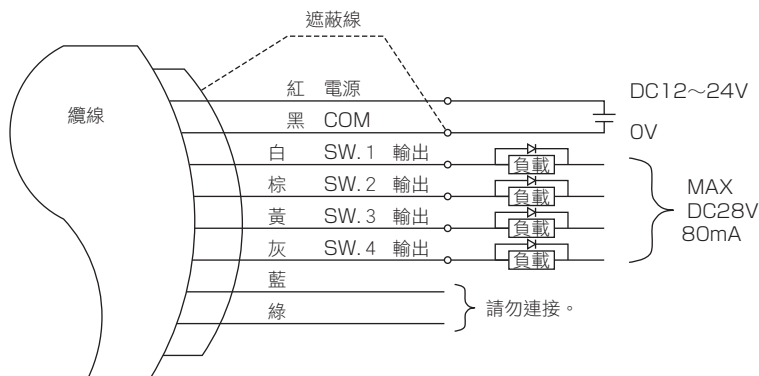 遮蔽線
纜線
紅 電源
DC12～24V
黑 COM
0V
白 SW.1 輸出
負載
棕 SW.2 輸出
負載
黃 SW.3 輸出
負載
灰 SW.4 輸出
負載
MAX
DC28V
80mA
藍
綠
請勿連接。